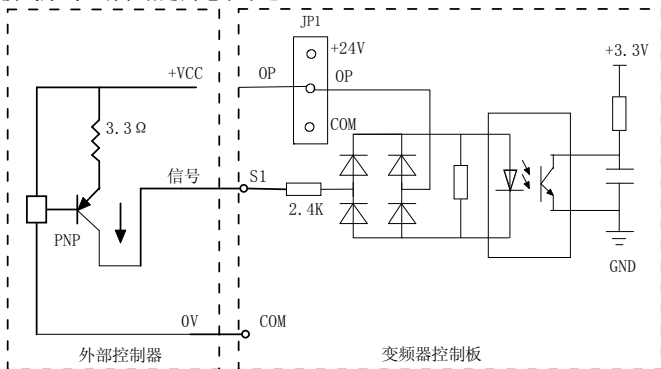 JP1
+24V
OP
COM
+VCC
OP
+3.3V
3.3Ω
信号
S1
2.4K
PNP
GND
0V
COM
外部控制器
变频器控制板